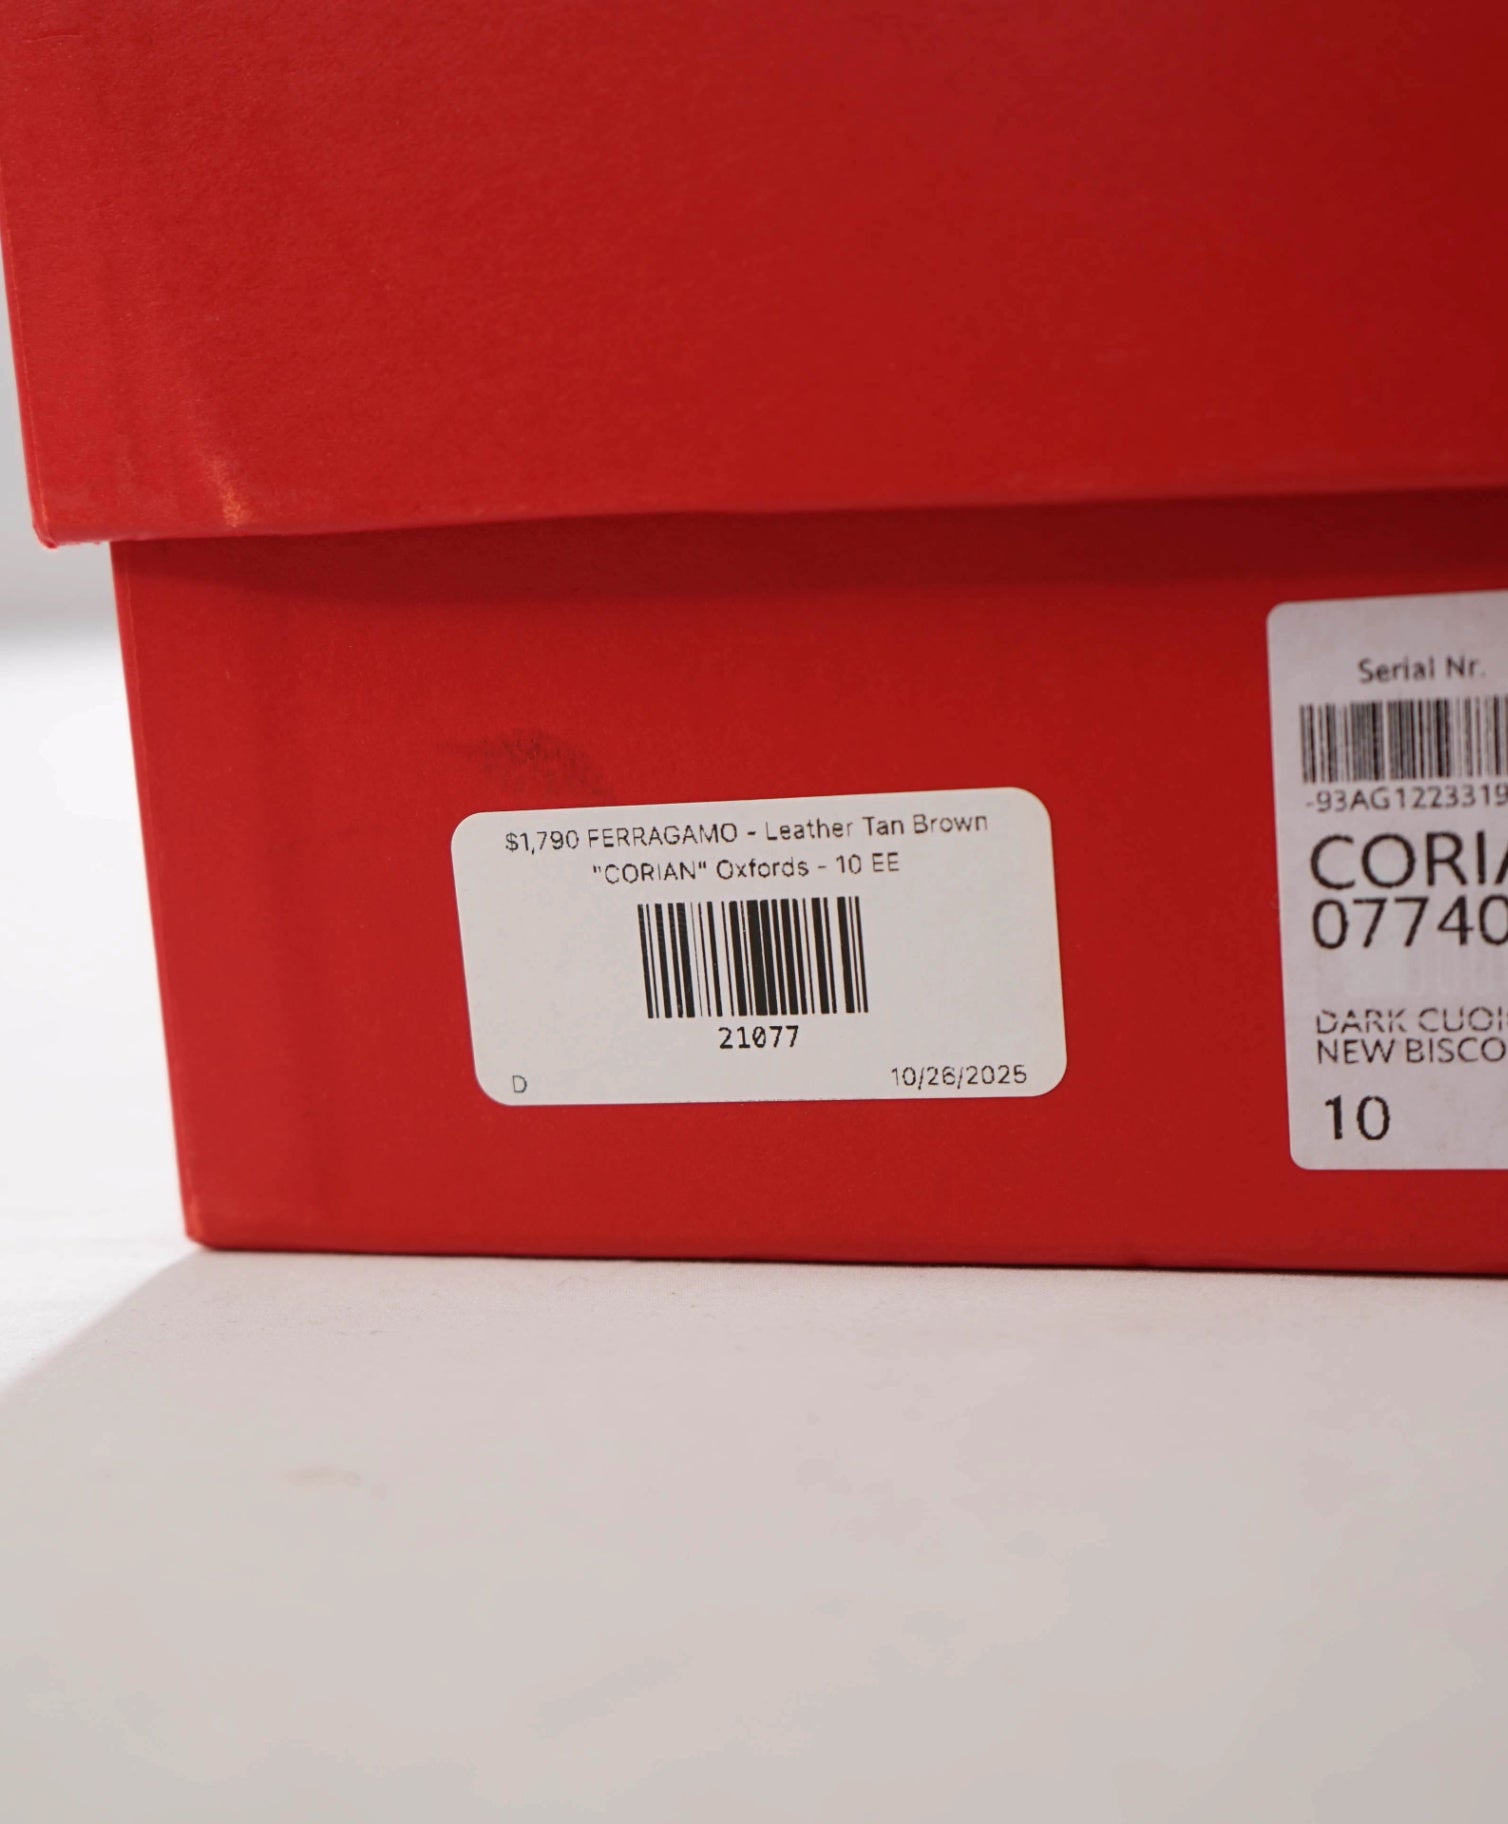 $1,790 FERRAGAMO - Leather Tan Brown
"CORIAN" Oxfords - 10 EE
21077
D
10/26/2025
Serial Nr.
-93AG1223319
CORIA
07740
DARK CUOI
NEW BISCO
10